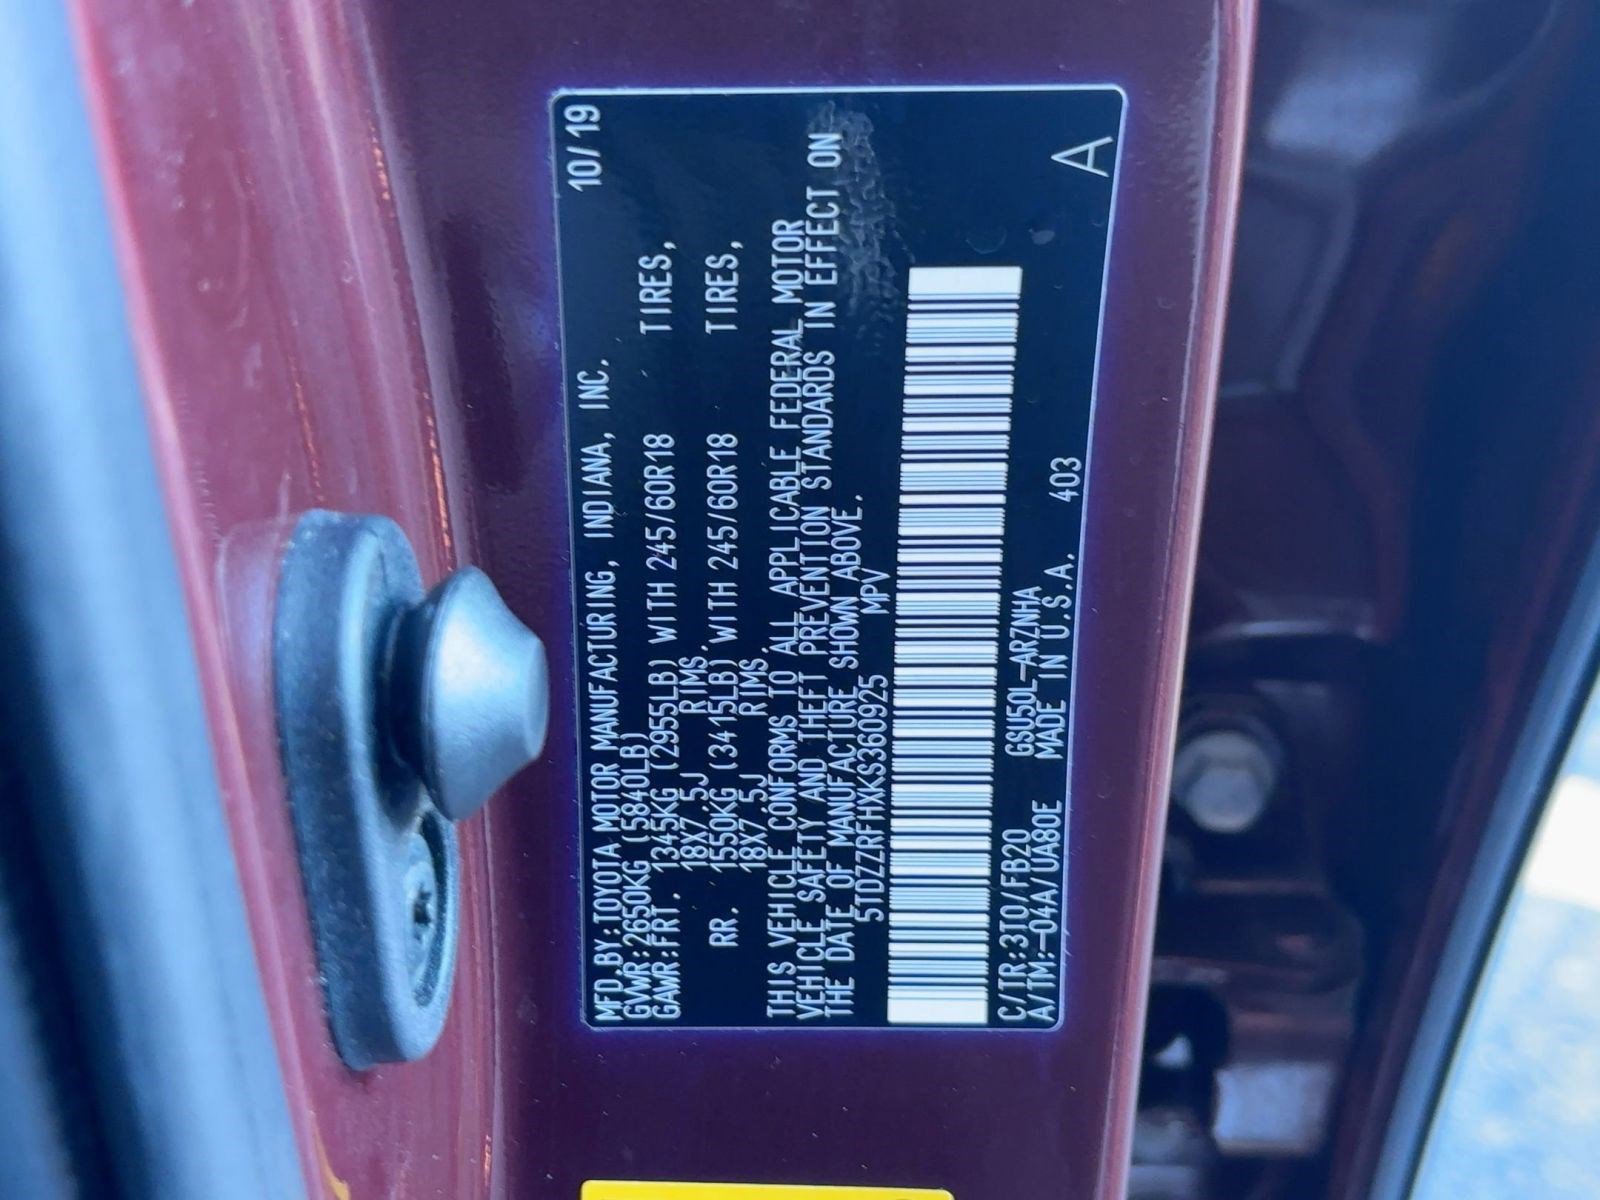 10/19
MFD.BY:TOYOTA MOTOR MANUFACTURING, INDIANA, INC.
GVWR:2650KG (5840LB)
GAWR:FRT. 1345KG (2955LB) WITH 245/60R18 TIRES,
18X7.5J RIMS,
RR. 1550KG (3415LB) WITH 245/60R18 TIRES,
18X7.5J RIMS,
THIS VEHICLE CONFORMS TO ALL APPLICABLE FEDERAL MOTOR
VEHICLE SAFETY AND THEFT PREVENTION STANDARDS IN EFFECT ON
THE DATE OF MANUFACTURE SHOWN ABOVE.
5TDZZRFHXKS360925 MPV
C/TR:3T0/FB20 GSU50L-ARZNHA
A/TM:-04A/UA80E MADE IN U.S.A. 403
A